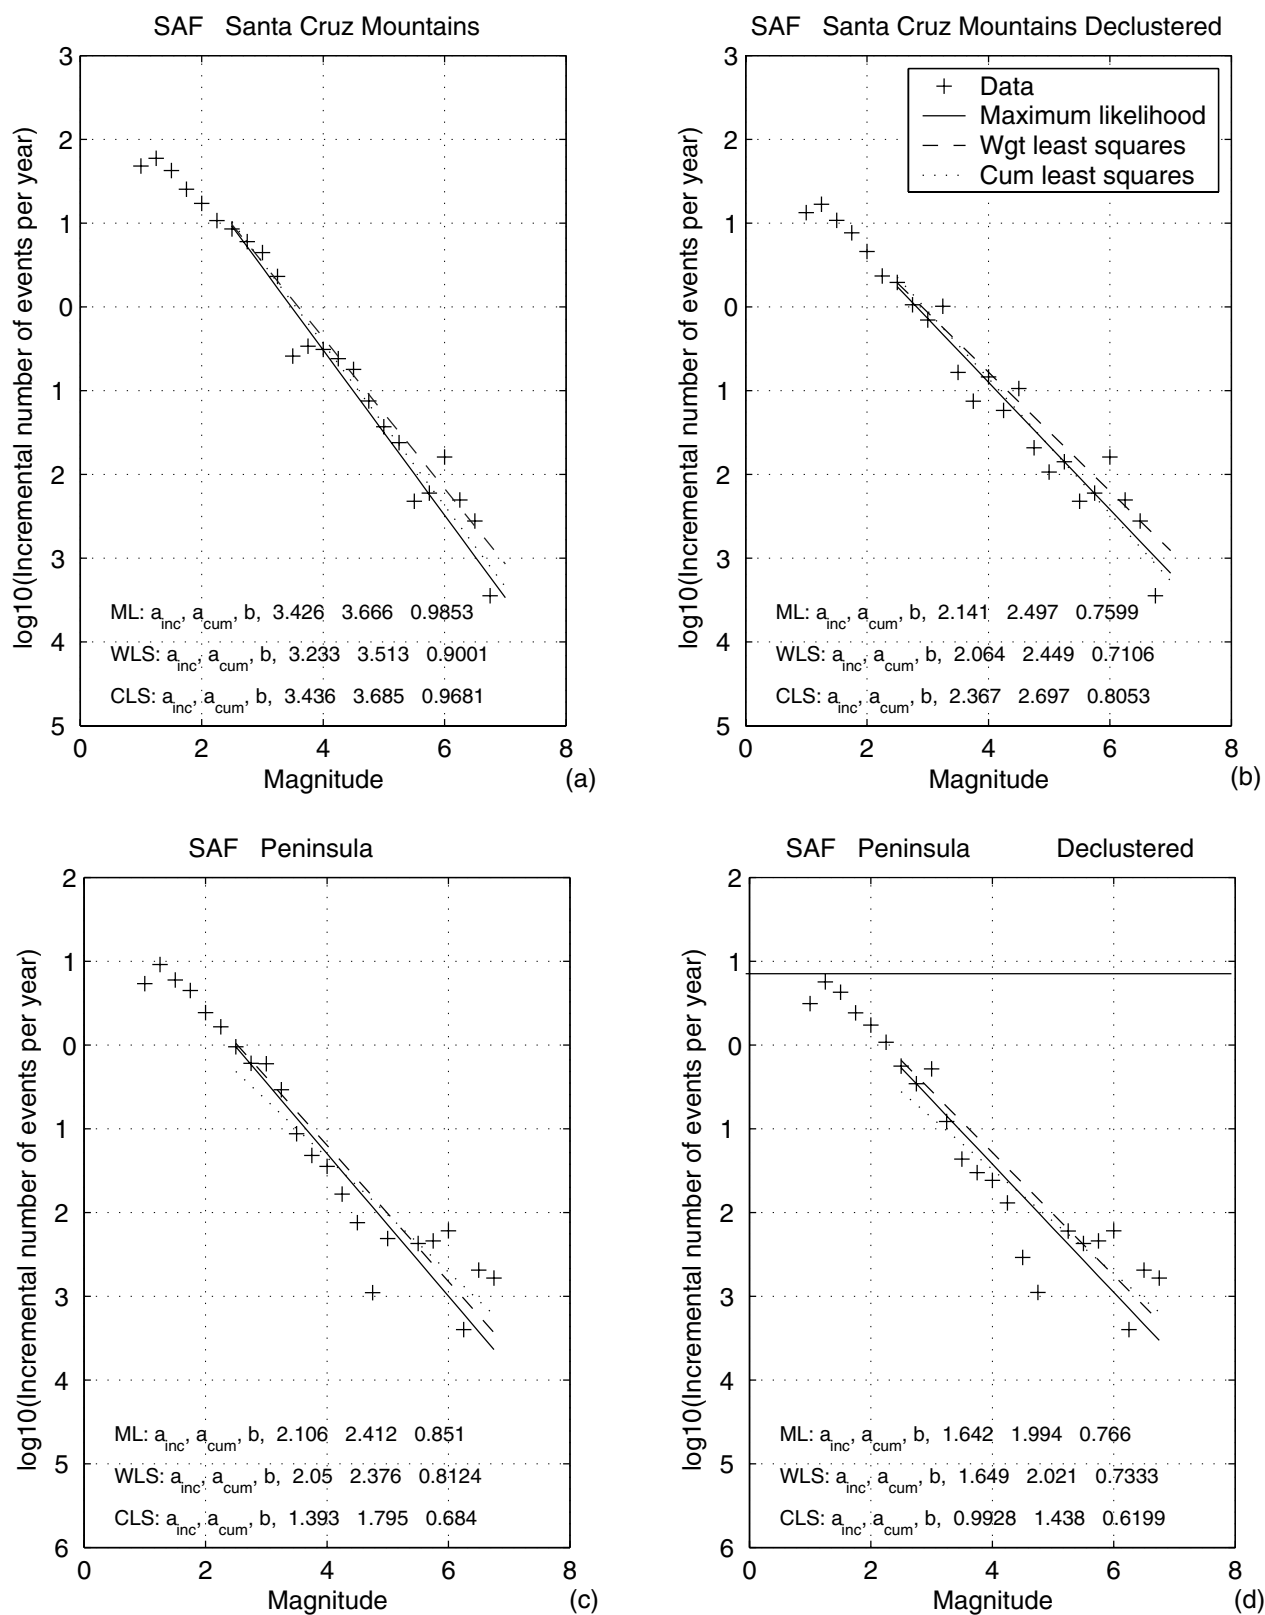 SAF Santa Cruz Mountains
3
2
1
0
1
2
3
4
5
log10(Incremental number of events per year)
ML: a_inc, a_cum, b, 3.426 3.666 0.9853
WLS: a_inc, a_cum, b, 3.233 3.513 0.9001
CLS: a_inc, a_cum, b, 3.436 3.685 0.9681
0 2 4 6 8
Magnitude
(a)
SAF Santa Cruz Mountains Declustered
Data
Maximum likelihood
Wgt least squares
Cum least squares
3
2
1
0
1
2
3
4
5
log10(Incremental number of events per year)
ML: a_inc, a_cum, b, 2.141 2.497 0.7599
WLS: a_inc, a_cum, b, 2.064 2.449 0.7106
CLS: a_inc, a_cum, b, 2.367 2.697 0.8053
0 2 4 6 8
Magnitude
(b)
SAF Peninsula
2
1
0
1
2
3
4
5
6
log10(Incremental number of events per year)
ML: a_inc, a_cum, b, 2.106 2.412 0.851
WLS: a_inc, a_cum, b, 2.05 2.376 0.8124
CLS: a_inc, a_cum, b, 1.393 1.795 0.684
0 2 4 6 8
Magnitude
(c)
SAF Peninsula Declustered
2
1
0
1
2
3
4
5
6
log10(Incremental number of events per year)
ML: a_inc, a_cum, b, 1.642 1.994 0.766
WLS: a_inc, a_cum, b, 1.649 2.021 0.7333
CLS: a_inc, a_cum, b, 0.9928 1.438 0.6199
0 2 4 6 8
Magnitude
(d)